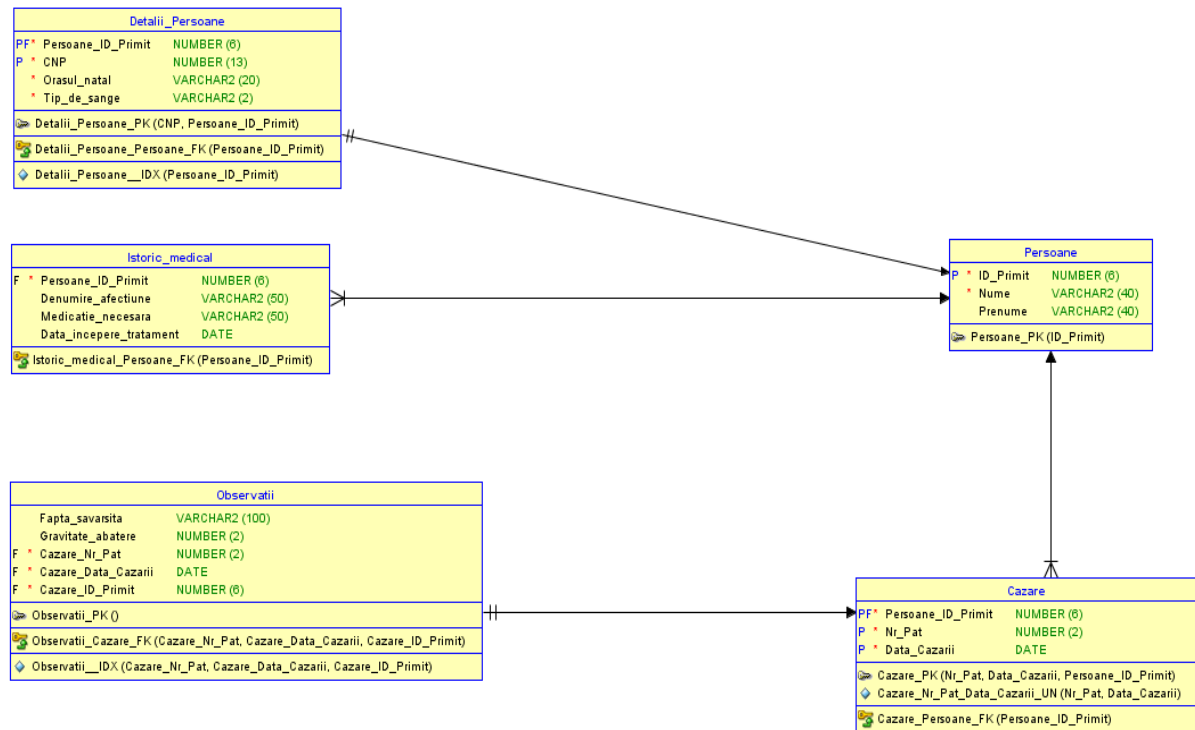 Detalii_Persoane
PF* Persoane_ID_Primit NUMBER (6)
P * CNP NUMBER (13)
* Orasul_natal VARCHAR2 (20)
* Tip_de_sange VARCHAR2 (2)
Detalii_Persoane_PK (CNP, Persoane_ID_Primit)
Detalii_Persoane_Persoane_FK (Persoane_ID_Primit)
Detalii_Persoane__IDX (Persoane_ID_Primit)
Istoric_medical
F * Persoane_ID_Primit NUMBER (6)
Denumire_afectiune VARCHAR2 (50)
Medicatie_necesara VARCHAR2 (50)
Data_incepere_tratament DATE
Istoric_medical_Persoane_FK (Persoane_ID_Primit)
Persoane
P * ID_Primit NUMBER (6)
* Nume VARCHAR2 (40)
Prenume VARCHAR2 (40)
Persoane_PK (ID_Primit)
Observatii
Fapta_savarsita VARCHAR2 (100)
Gravitate_abatere NUMBER (2)
F * Cazare_Nr_Pat NUMBER (2)
F * Cazare_Data_Cazarii DATE
F * Cazare_ID_Primit NUMBER (6)
Observatii_PK ()
Observatii_Cazare_FK (Cazare_Nr_Pat, Cazare_Data_Cazarii, Cazare_ID_Primit)
Observatii__IDX (Cazare_Nr_Pat, Cazare_Data_Cazarii, Cazare_ID_Primit)
Cazare
PF* Persoane_ID_Primit NUMBER (6)
P * Nr_Pat NUMBER (2)
P * Data_Cazarii DATE
Cazare_PK (Nr_Pat, Data_Cazarii, Persoane_ID_Primit)
Cazare_Nr_Pat_Data_Cazarii_UN (Nr_Pat, Data_Cazarii)
Cazare_Persoane_FK (Persoane_ID_Primit)